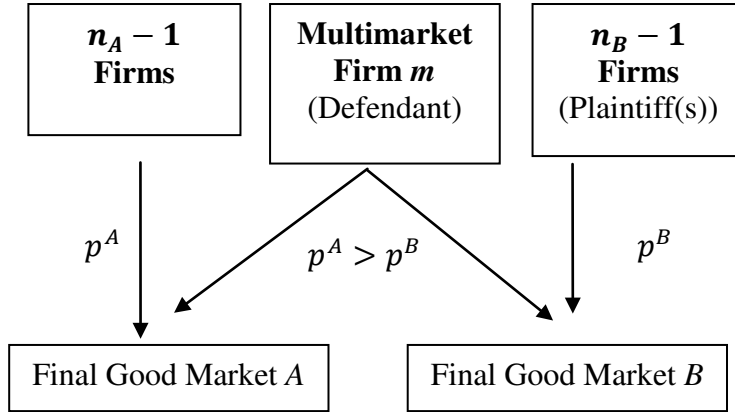 n_A − 1
Firms
Multimarket
Firm m
(Defendant)
n_B − 1
Firms
(Plaintiff(s))
p^A
p^A > p^B
p^B
Final Good Market A
Final Good Market B